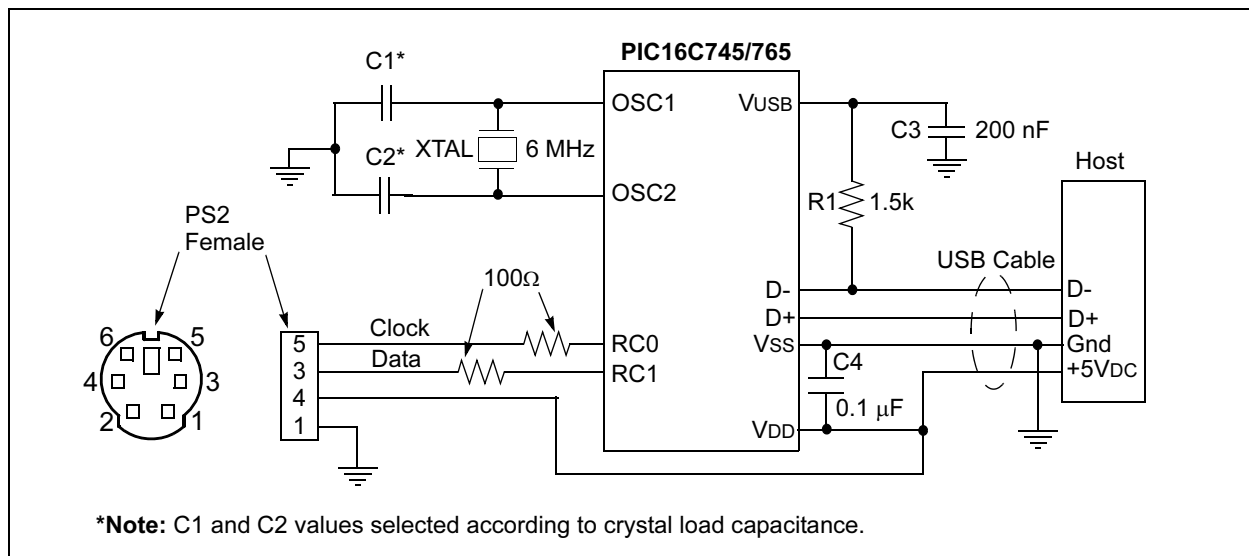 PIC16C745/765
C1*
OSC1
VUSB
C3
200 nF
C2*
XTAL
6 MHz
Host
OSC2
R1
1.5k
PS2
Female
USB Cable
100Ω
D-
D-
D+
D+
6
5
4
3
2
1
Clock
5
RC0
VSS
Gnd
Data
3
RC1
C4
+5VDC
4
0.1 μF
1
VDD
*Note: C1 and C2 values selected according to crystal load capacitance.